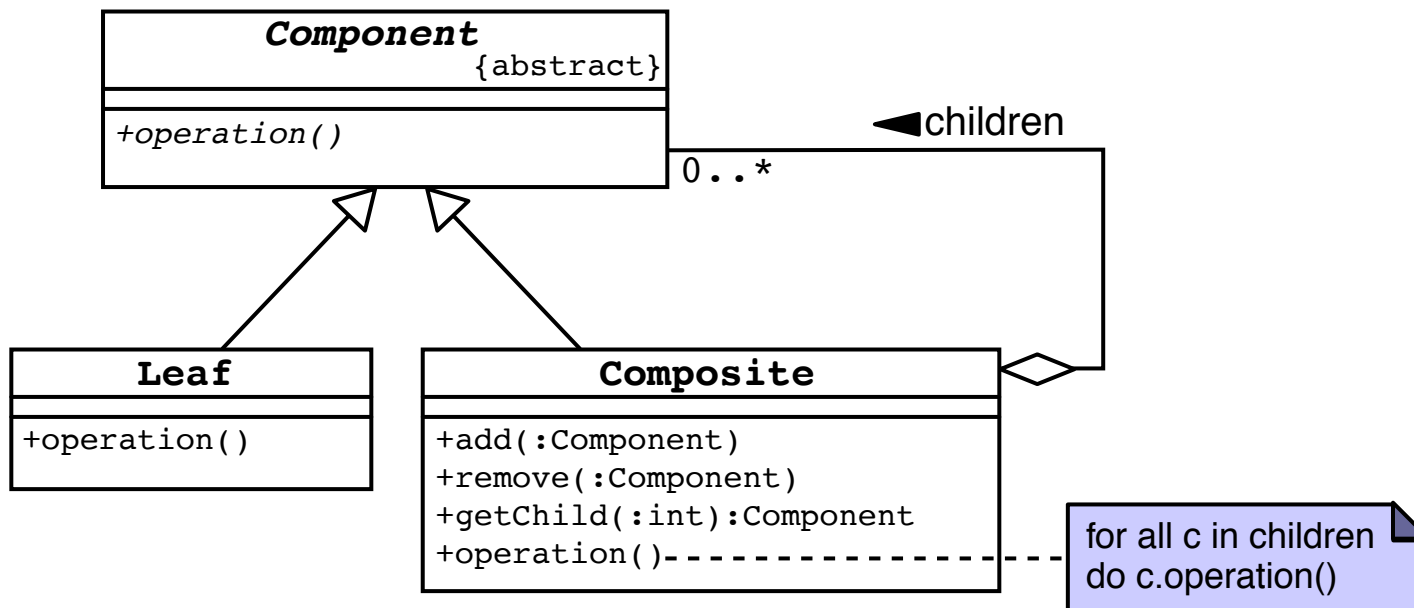 Component
{abstract}
+operation()
children
0..*
Leaf
+operation()
Composite
+add(:Component)
+remove(:Component)
+getChild(:int):Component
+operation()
for all c in children
do c.operation()